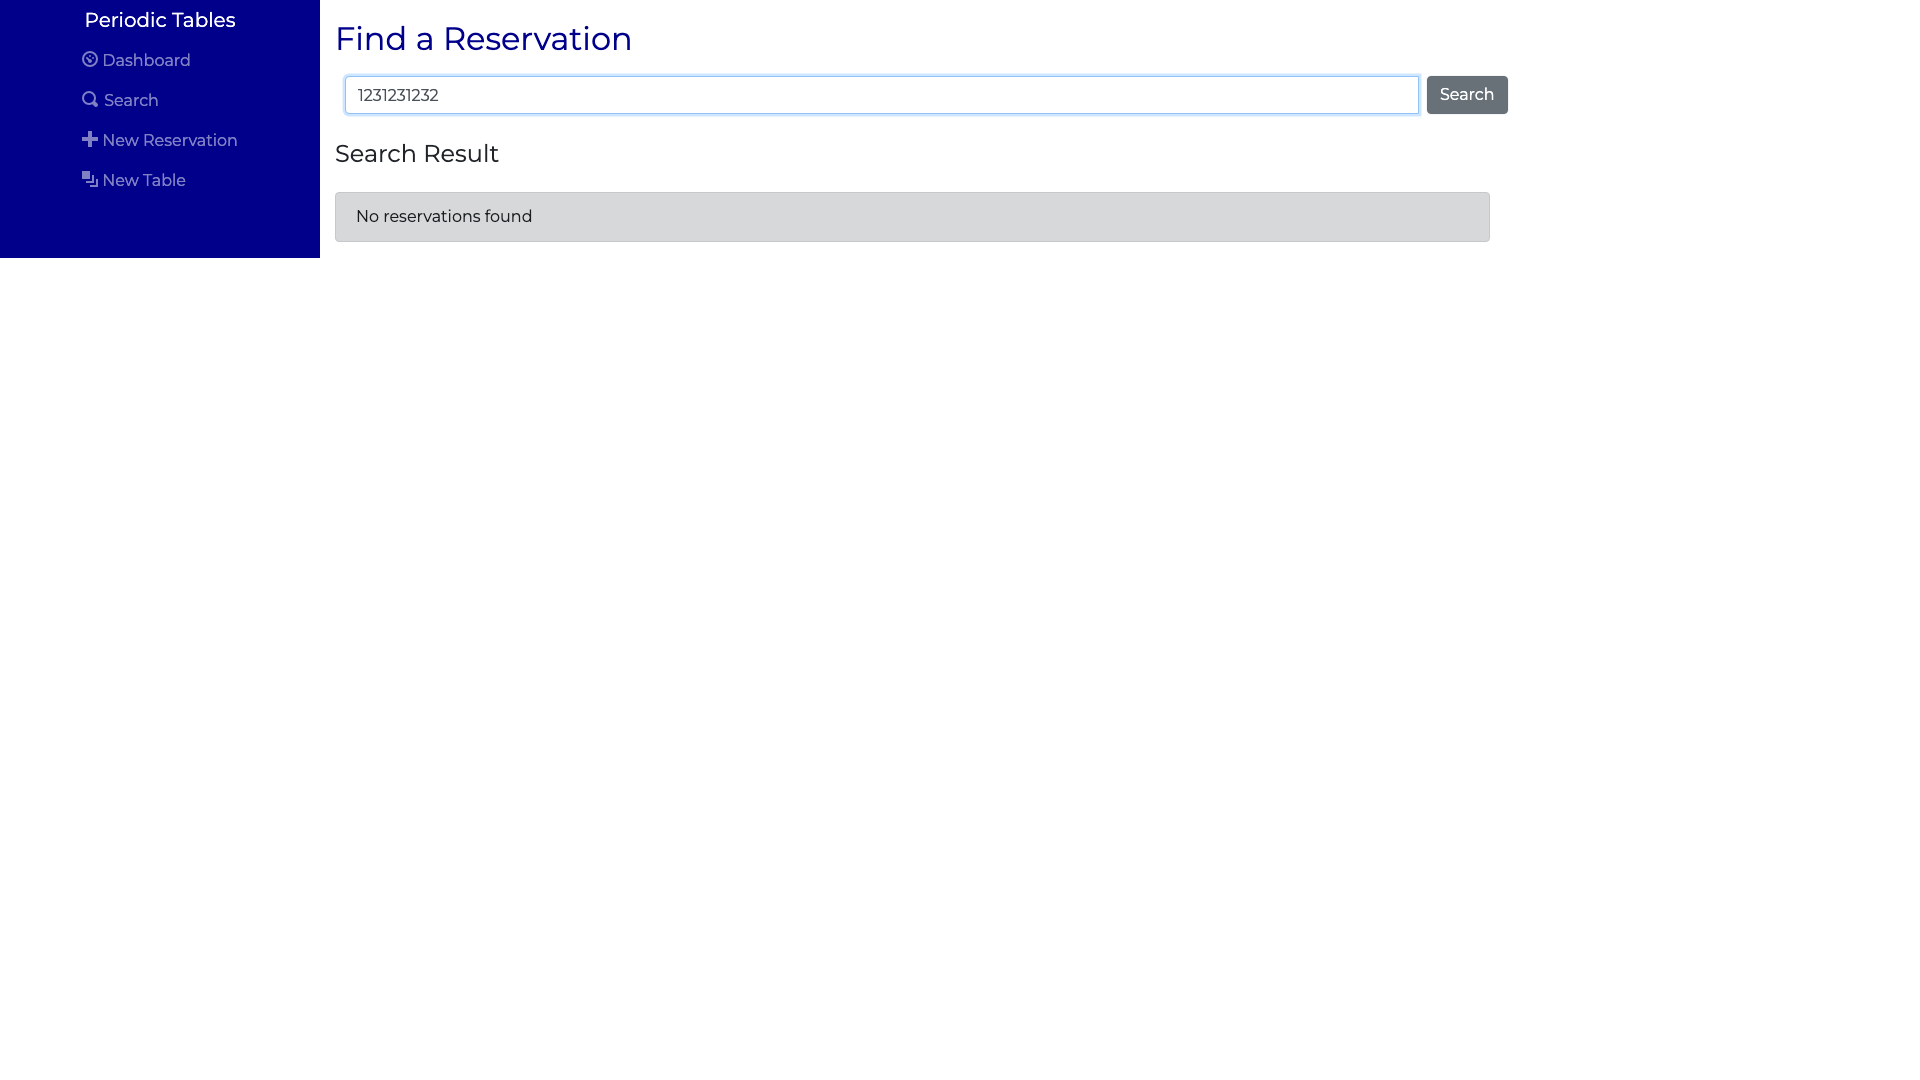 Periodic Tables
Dashboard
Search
New Reservation
New Table
Find a Reservation
1231231232
Search
Search Result
No reservations found